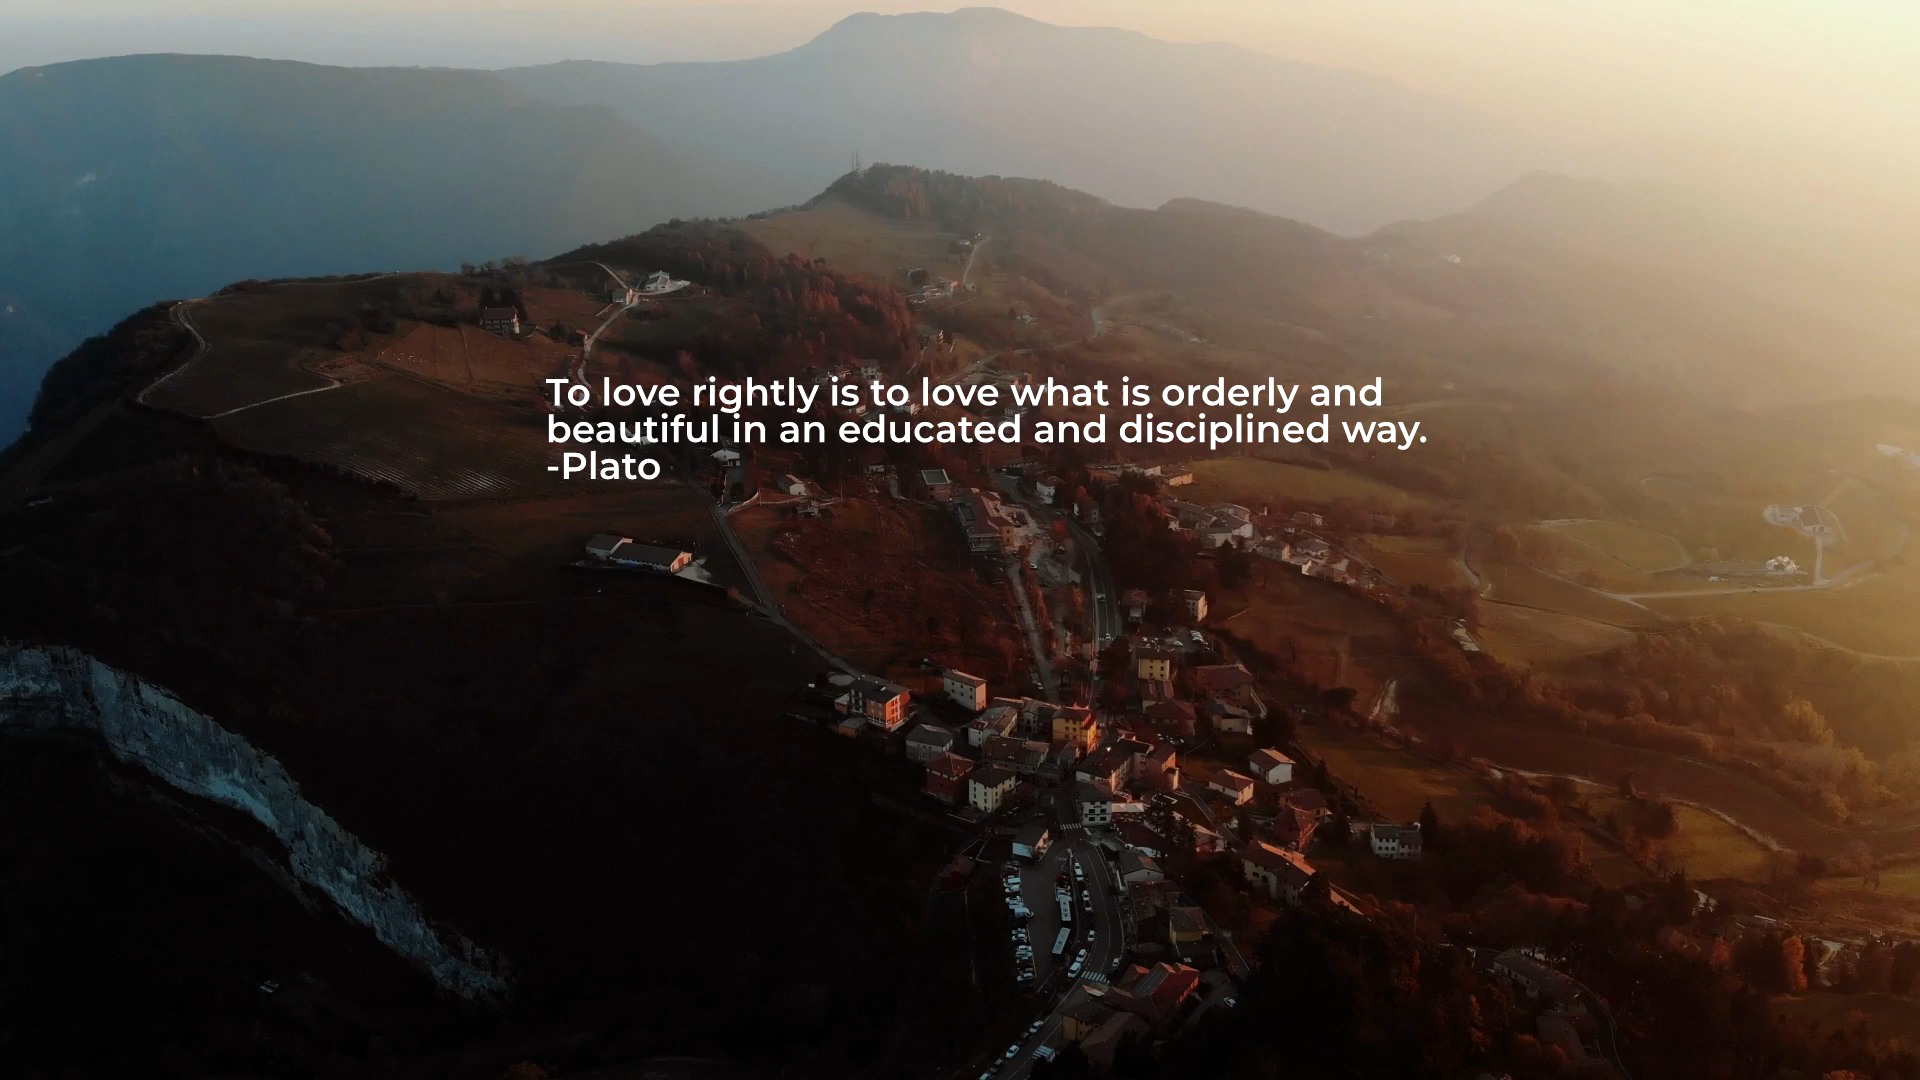 To love rightly is to love what is orderly and
beautiful in an educated and disciplined way.
-Plato